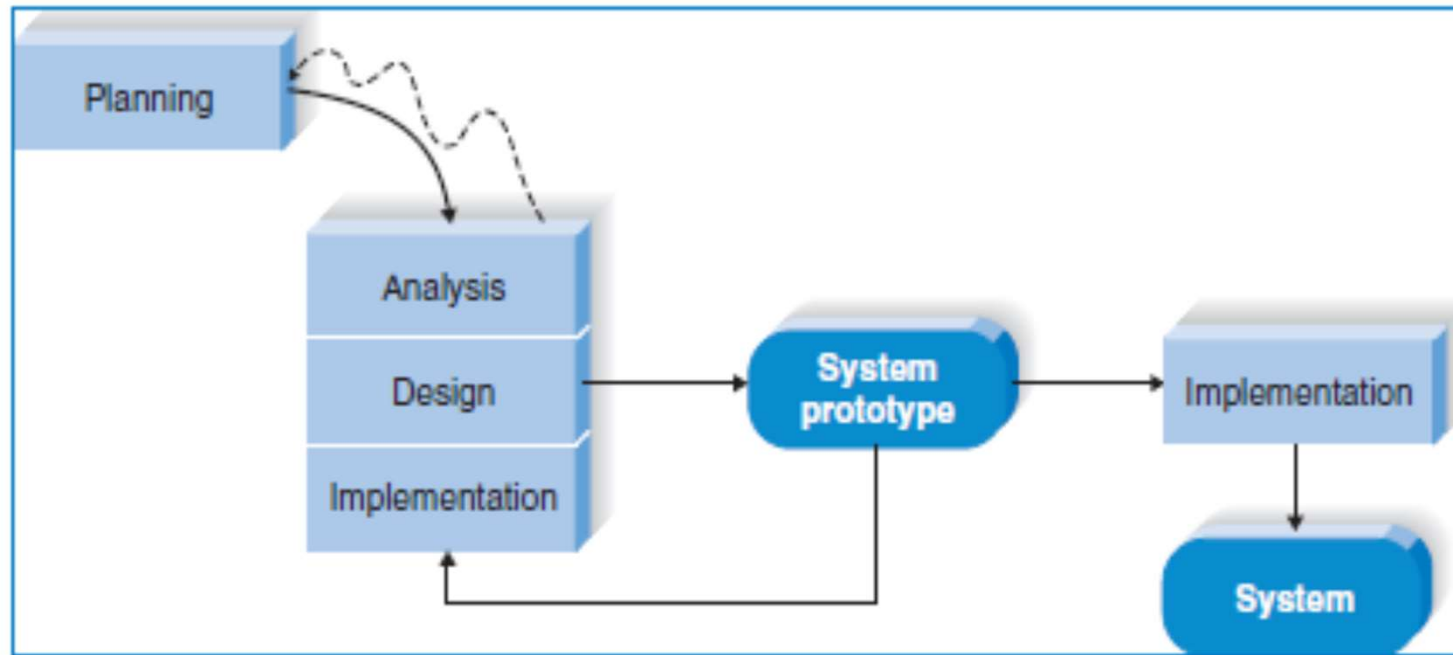 Planning
Analysis
Design
Implementation
System
prototype
Implementation
System